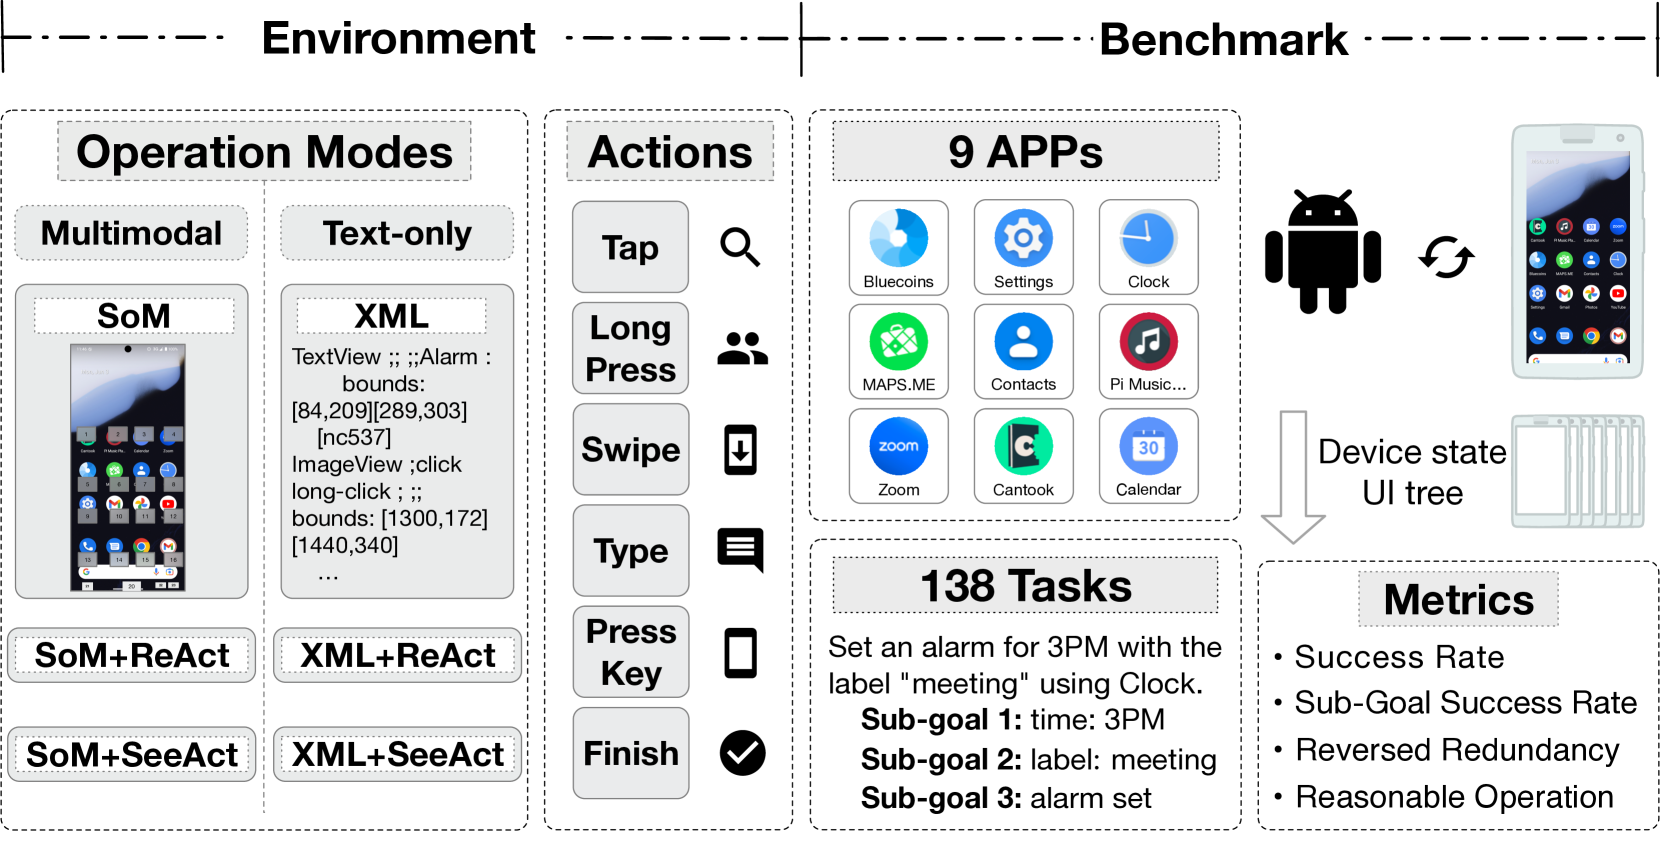 Environment
Benchmark
Operation Modes
Multimodal
Text-only
SoM
XML
TextView ;; ;;Alarm :
bounds:
[84,209][289,303]
[nc537]
ImageView ;click
long-click ; ;;
bounds: [1300,172]
[1440,340]
...
SoM+ReAct
XML+ReAct
SoM+SeeAct
XML+SeeAct
Actions
Tap
Long
Press
Swipe
Type
Press
Key
Finish
9 APPs
Bluecoins
Settings
Clock
MAPS.ME
Contacts
Pi Music...
zoom
30
Zoom
Cantook
Calendar
138 Tasks
Set an alarm for 3PM with the
label "meeting" using Clock.
Sub-goal 1: time: 3PM
Sub-goal 2: label: meeting
Sub-goal 3: alarm set
Device state
UI tree
Metrics
• Success Rate
• Sub-Goal Success Rate
• Reversed Redundancy
• Reasonable Operation